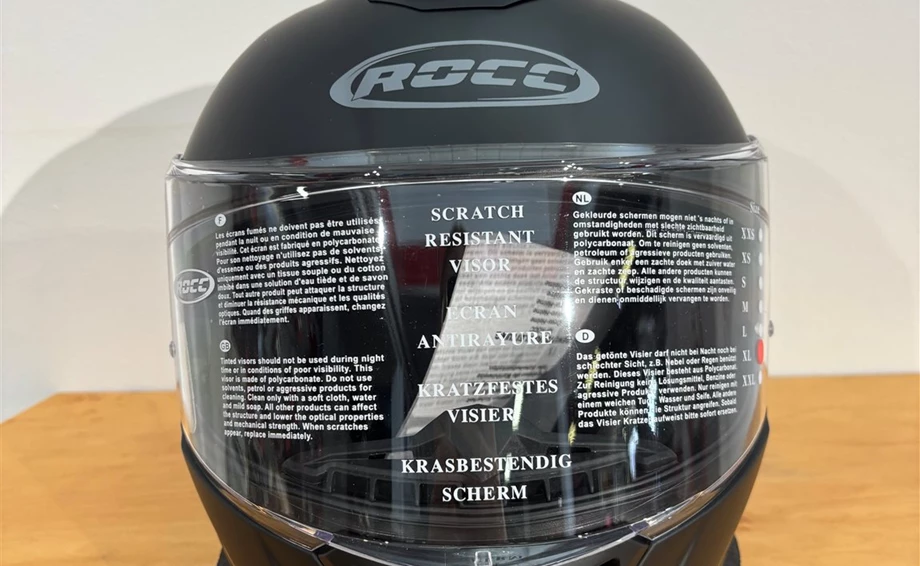 ROCC
F
Les écrans fumés ne doivent pas être utilisés
pendant la nuit ou en condition de mauvaise
visibilité. Cet écran est fabriqué en polycarbonate.
Pour son nettoyage n'utilisez pas de solvents
d'essence ou des produits agressifs. Nettoyez
uniquement avec un tissue souple ou du cotton
imbibé dans une solution d'eau tiède et de savon
doux. Tout autre produit peut attaquer la structure
et diminuer la resistance mécanique et les qualités
optiques. Quand des griffes apparaissent, changez
l'écran immédiatement.
ROCC
GB
Tinted visors should not be used during night
time or in conditions of poor visibility. This
visor is made of polycarbonate. Do not use
solvents, petrol or aggressive products for
cleaning. Clean only with a soft cloth, water
and mild soap. All other products can affect
the structure and lower the optical properties
and mechanical strength. When scratches
appear, replace immediately.
SCRATCH
RESISTANT
VISOR
ECRAN
ANTIRAYURE
KRATZFESTES
VISIER
KRASBESTENDIG
SCHERM
NL
Gekleurde schermen mogen niet 's nachts of in
omstandigheden met slechte zichtbaarheid
gebruikt worden. Dit scherm is vervaardigd uit
polycarbonaat. Om te reinigen geen solventen,
petroleum of agressieve producten gebruiken.
Gebruik enkel een zachte doek met zuiver water
en zachte zeep. Alle andere producten kunnen
de structuur wijzigen en de kwaliteit aantasten.
Gekraste of beschadigde schermen zijn onveilig
en dienen onmiddellijk vervangen te worden.
D
Das getönte Visier darf nicht bei Nacht noch bei
schlechter Sicht, z.B. Nebel oder Regen benützt
werden. Dieses Visier besteht aus Polycarbonat.
Zur Reinigung kein Lösungsmittel, Benzine oder
agressive Produkte verwenden. Nur reinigen mit
einem weichen Tuch, Wasser und Seife. Alle andere
Produkte können die Struktur angreifen. Sobald
das Visier Kratzer aufweist bitte sofort ersetzen.
Size
XXS
XS
S
M
L
XL
XXL